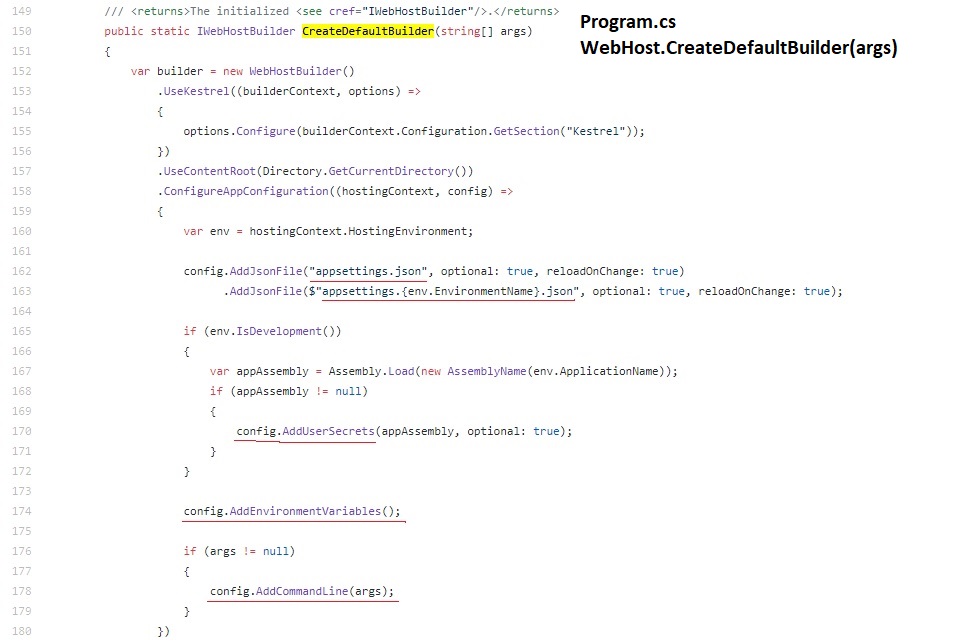 149 /// <returns>The initialized <see cref="IWebHostBuilder"/>.</returns>
Program.cs
150 public static IWebHostBuilder CreateDefaultBuilder(string[] args)
WebHost.CreateDefaultBuilder(args)
151 {
152 var builder = new WebHostBuilder()
153 .UseKestrel((builderContext, options) =>
154 {
155 options.Configure(builderContext.Configuration.GetSection("Kestrel"));
156 })
157 .UseContentRoot(Directory.GetCurrentDirectory())
158 .ConfigureAppConfiguration((hostingContext, config) =>
159 {
160 var env = hostingContext.HostingEnvironment;
161
162 config.AddJsonFile("appsettings.json", optional: true, reloadOnChange: true)
163 .AddJsonFile($"appsettings.{env.EnvironmentName}.json", optional: true, reloadOnChange: true);
164
165 if (env.IsDevelopment())
166 {
167 var appAssembly = Assembly.Load(new AssemblyName(env.ApplicationName));
168 if (appAssembly != null)
169 {
170 config.AddUserSecrets(appAssembly, optional: true);
171 }
172 }
173
174 config.AddEnvironmentVariables();
175
176 if (args != null)
177 {
178 config.AddCommandLine(args);
179 }
180 })